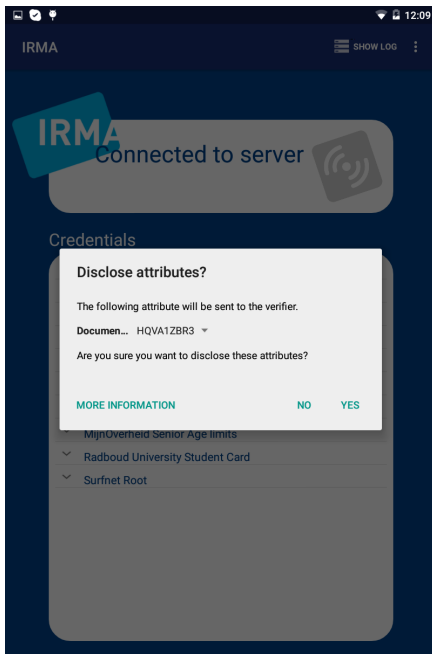 12:09
IRMA
SHOW LOG
IRMA
Connected to server
Credentials
Disclose attributes?
The following attribute will be sent to the verifier.
Documen... HQVA1ZBR3
Are you sure you want to disclose these attributes?
MORE INFORMATION NO YES
MijnOverheid Senior Age limits
Radboud University Student Card
Surfnet Root